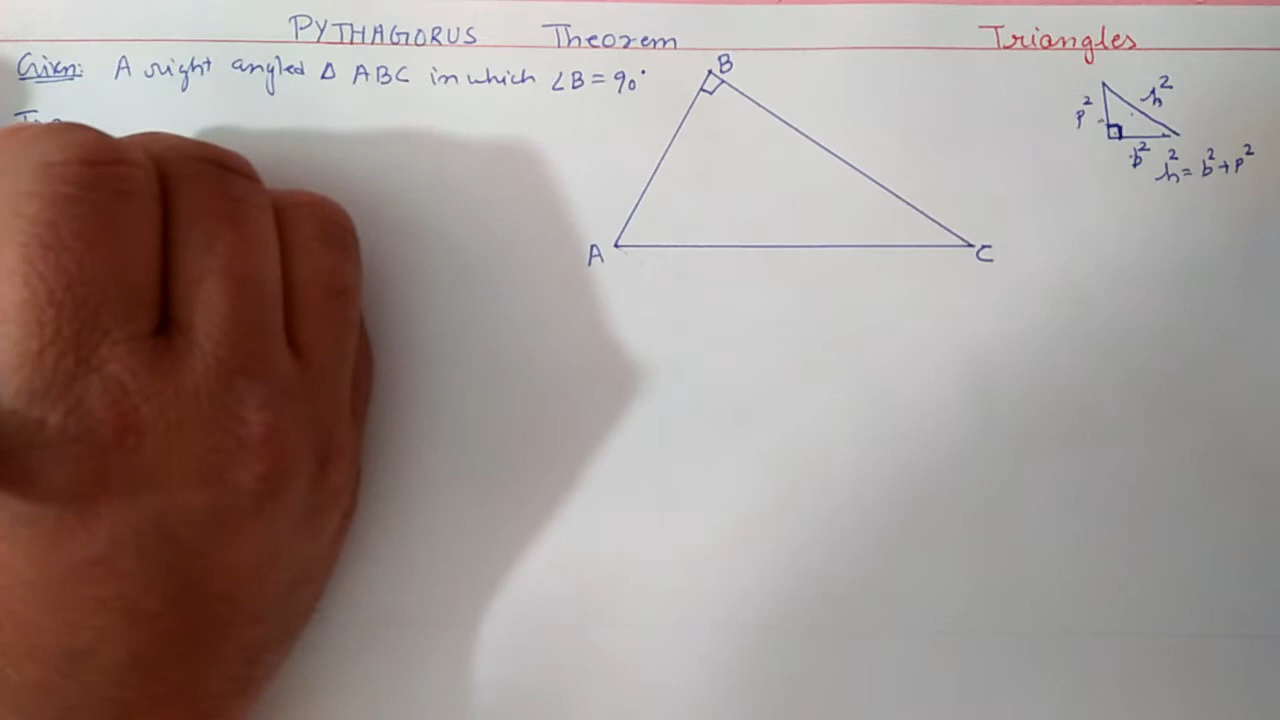 PYTHAGORUS Theorem
Triangles
Given: A right angled Δ ABC in which ∠B = 90°
B
A
C
p²
h²
b²
h² = b² + p²